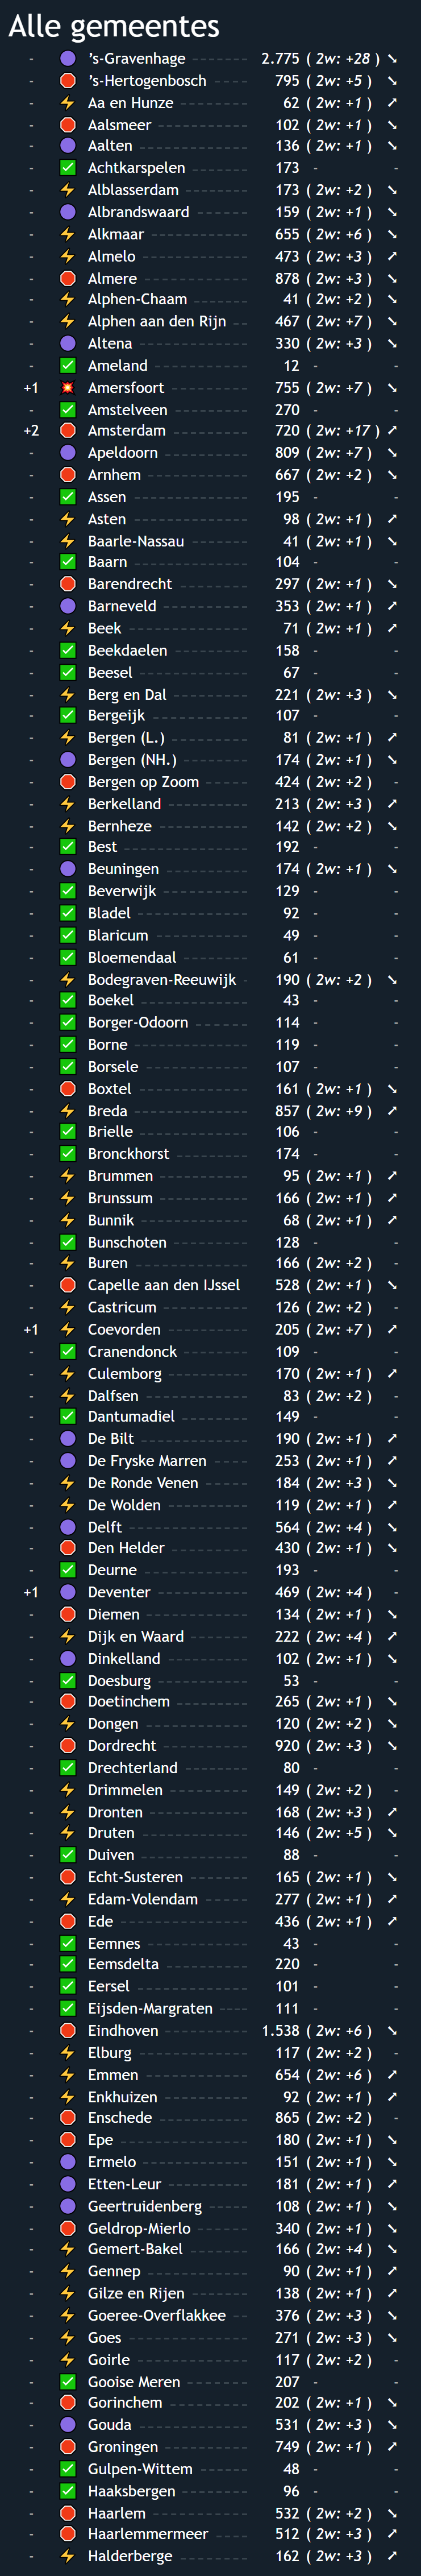 Alle gemeentes
- 's-Gravenhage 2.775 ( 2w: +28 ) ➘
- 's-Hertogenbosch 795 ( 2w: +5 ) ➘
- Aa en Hunze 62 ( 2w: +1 ) ➚
- Aalsmeer 102 ( 2w: +1 ) ➘
- Aalten 136 ( 2w: +1 ) ➘
- Achtkarspelen 173 - -
- Alblasserdam 173 ( 2w: +2 ) ➘
- Albrandswaard 159 ( 2w: +1 ) ➘
- Alkmaar 655 ( 2w: +6 ) ➘
- Almelo 473 ( 2w: +3 ) ➚
- Almere 878 ( 2w: +3 ) ➘
- Alphen-Chaam 41 ( 2w: +2 ) ➘
- Alphen aan den Rijn 467 ( 2w: +7 ) ➘
- Altena 330 ( 2w: +3 ) ➘
- Ameland 12 - -
+1 Amersfoort 755 ( 2w: +7 ) ➘
- Amstelveen 270 - -
+2 Amsterdam 720 ( 2w: +17 ) ➚
- Apeldoorn 809 ( 2w: +7 ) ➘
- Arnhem 667 ( 2w: +2 ) ➘
- Assen 195 - -
- Asten 98 ( 2w: +1 ) ➚
- Baarle-Nassau 41 ( 2w: +1 ) ➘
- Baarn 104 - -
- Barendrecht 297 ( 2w: +1 ) ➘
- Barneveld 353 ( 2w: +1 ) ➚
- Beek 71 ( 2w: +1 ) ➚
- Beekdaelen 158 - -
- Beesel 67 - -
- Berg en Dal 221 ( 2w: +3 ) ➘
- Bergeijk 107 - -
- Bergen (L.) 81 ( 2w: +1 ) ➚
- Bergen (NH.) 174 ( 2w: +1 ) ➘
- Bergen op Zoom 424 ( 2w: +2 ) -
- Berkelland 213 ( 2w: +3 ) ➚
- Bernheze 142 ( 2w: +2 ) ➘
- Best 192 - -
- Beuningen 174 ( 2w: +1 ) ➘
- Beverwijk 129 - -
- Bladel 92 - -
- Blaricum 49 - -
- Bloemendaal 61 - -
- Bodegraven-Reeuwijk 190 ( 2w: +2 ) ➘
- Boekel 43 - -
- Borger-Odoorn 114 - -
- Borne 119 - -
- Borsele 107 - -
- Boxtel 161 ( 2w: +1 ) ➘
- Breda 857 ( 2w: +9 ) ➚
- Brielle 106 - -
- Bronckhorst 174 - -
- Brummen 95 ( 2w: +1 ) ➚
- Brunssum 166 ( 2w: +1 ) ➚
- Bunnik 68 ( 2w: +1 ) ➚
- Bunschoten 128 - -
- Buren 166 ( 2w: +2 ) -
- Capelle aan den IJssel 528 ( 2w: +1 ) ➘
- Castricum 126 ( 2w: +2 ) -
+1 Coevorden 205 ( 2w: +7 ) ➚
- Cranendonck 109 - -
- Culemborg 170 ( 2w: +1 ) ➚
- Dalfsen 83 ( 2w: +2 ) -
- Dantumadiel 149 - -
- De Bilt 190 ( 2w: +1 ) ➚
- De Fryske Marren 253 ( 2w: +1 ) ➚
- De Ronde Venen 184 ( 2w: +3 ) ➘
- De Wolden 119 ( 2w: +1 ) ➚
- Delft 564 ( 2w: +4 ) ➘
- Den Helder 430 ( 2w: +1 ) ➘
- Deurne 193 - -
+1 Deventer 469 ( 2w: +4 ) -
- Diemen 134 ( 2w: +1 ) ➘
- Dijk en Waard 222 ( 2w: +4 ) ➚
- Dinkelland 102 ( 2w: +1 ) ➘
- Doesburg 53 - -
- Doetinchem 265 ( 2w: +1 ) ➘
- Dongen 120 ( 2w: +2 ) ➘
- Dordrecht 920 ( 2w: +3 ) ➘
- Drechterland 80 - -
- Drimmelen 149 ( 2w: +2 ) -
- Dronten 168 ( 2w: +3 ) ➚
- Druten 146 ( 2w: +5 ) ➘
- Duiven 88 - -
- Echt-Susteren 165 ( 2w: +1 ) ➘
- Edam-Volendam 277 ( 2w: +1 ) ➚
- Ede 436 ( 2w: +1 ) ➚
- Eemnes 43 - -
- Eemsdelta 220 - -
- Eersel 101 - -
- Eijsden-Margraten 111 - -
- Eindhoven 1.538 ( 2w: +6 ) ➘
- Elburg 117 ( 2w: +2 ) -
- Emmen 654 ( 2w: +6 ) ➚
- Enkhuizen 92 ( 2w: +1 ) ➚
- Enschede 865 ( 2w: +2 ) -
- Epe 180 ( 2w: +1 ) ➘
- Ermelo 151 ( 2w: +1 ) ➘
- Etten-Leur 181 ( 2w: +1 ) ➚
- Geertruidenberg 108 ( 2w: +1 ) ➘
- Geldrop-Mierlo 340 ( 2w: +1 ) ➘
- Gemert-Bakel 166 ( 2w: +4 ) ➘
- Gennep 90 ( 2w: +1 ) ➚
- Gilze en Rijen 138 ( 2w: +1 ) ➚
- Goeree-Overflakkee 376 ( 2w: +3 ) ➘
- Goes 271 ( 2w: +3 ) ➘
- Goirle 117 ( 2w: +2 ) -
- Gooise Meren 207 - -
- Gorinchem 202 ( 2w: +1 ) ➘
- Gouda 531 ( 2w: +3 ) ➘
- Groningen 749 ( 2w: +1 ) ➚
- Gulpen-Wittem 48 - -
- Haaksbergen 96 - -
- Haarlem 532 ( 2w: +2 ) ➘
- Haarlemmermeer 512 ( 2w: +3 ) ➚
- Halderberge 162 ( 2w: +3 ) ➚